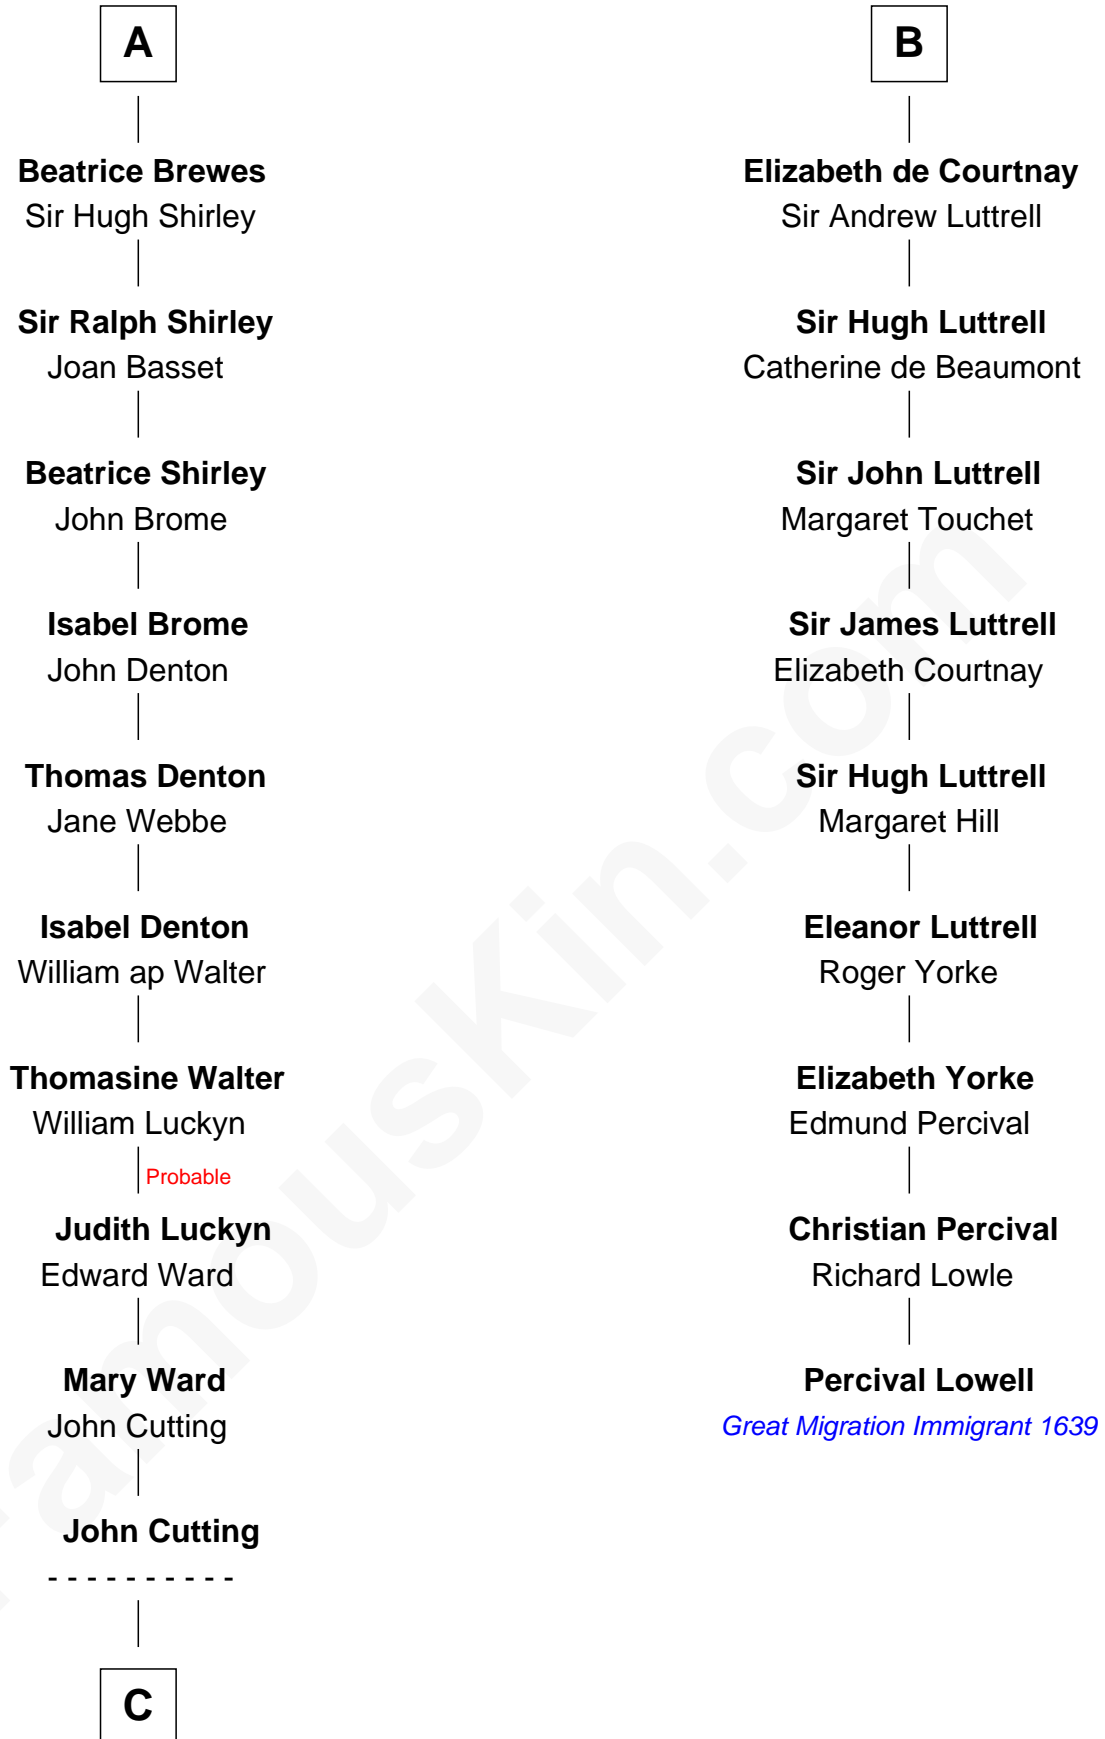 A
Beatrice Brewes
Sir Hugh Shirley
Sir Ralph Shirley
Joan Basset
Beatrice Shirley
John Brome
Isabel Brome
John Denton
Thomas Denton
Jane Webbe
Isabel Denton
William ap Walter
Thomasine Walter
William Luckyn
Probable
Judith Luckyn
Edward Ward
Mary Ward
John Cutting
John Cutting
- - - - - - - - - -
C
B
Elizabeth de Courtnay
Sir Andrew Luttrell
Sir Hugh Luttrell
Catherine de Beaumont
Sir John Luttrell
Margaret Touchet
Sir James Luttrell
Elizabeth Courtnay
Sir Hugh Luttrell
Margaret Hill
Eleanor Luttrell
Roger Yorke
Elizabeth Yorke
Edmund Percival
Christian Percival
Richard Lowle
Percival Lowell
Great Migration Immigrant 1639
FamousKin.com